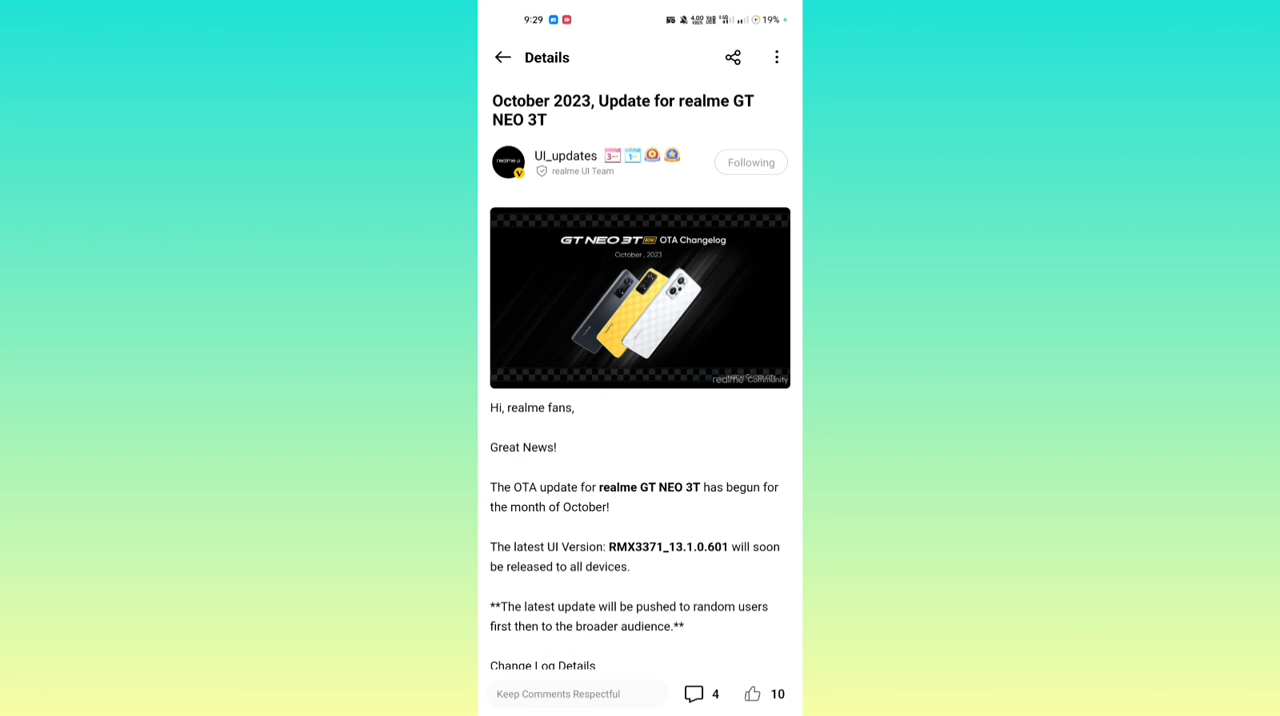 9:29
19%
Details
October 2023, Update for realme GT
NEO 3T
UI_updates
Following
realme UI Team
GT NEO 3T OTA Changelog
October , 2023
realme Community
Hi, realme fans,
Great News!
The OTA update for realme GT NEO 3T has begun for
the month of October!
The latest UI Version: RMX3371_13.1.0.601 will soon
be released to all devices.
**The latest update will be pushed to random users
first then to the broader audience.**
Change Log Details
Keep Comments Respectful
4
10